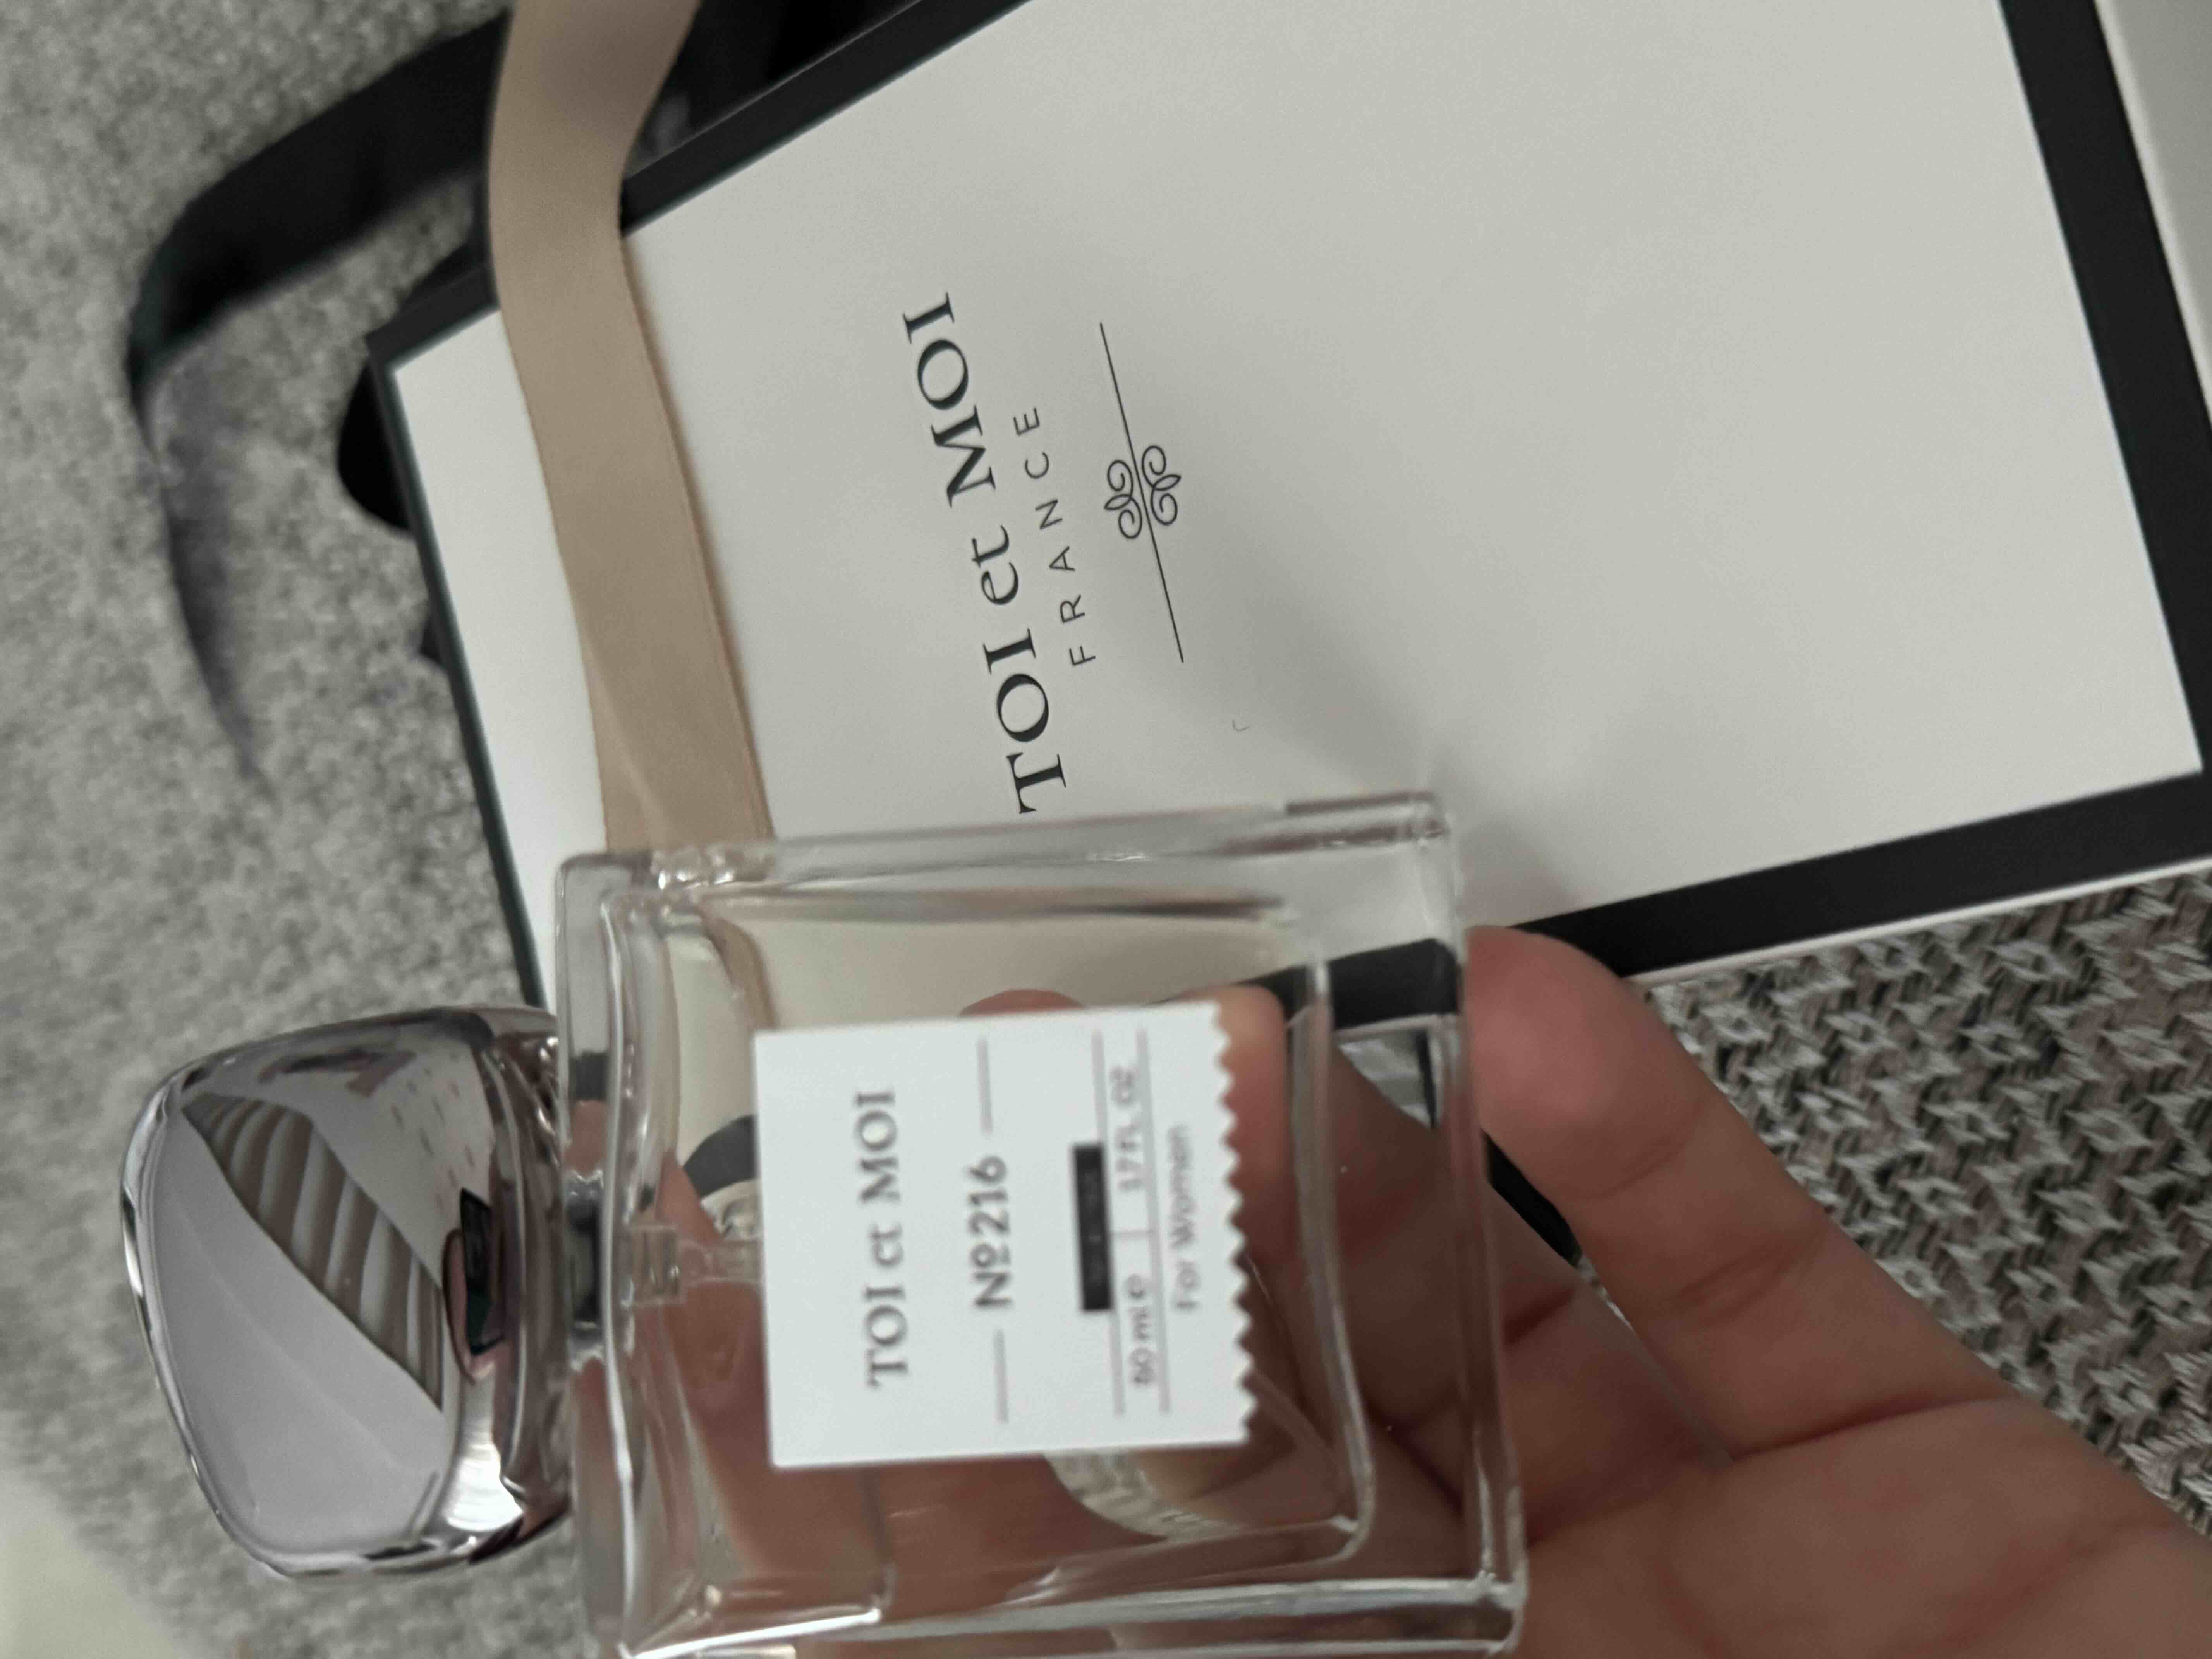 TOI et MOI
FRANCE
TOI et MOI
№216
50 ml e 1.7 FL. OZ
For Women